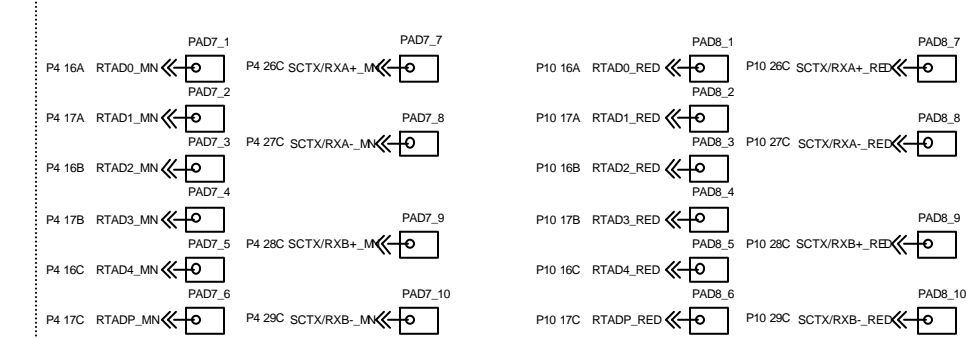 PAD7_1 PAD7_7 PAD8_1 PAD8_7
P4 16A RTAD0_MN P4 26C SCTX/RXA+_MN P10 16A RTAD0_RED P10 26C SCTX/RXA+_RED
PAD7_2 PAD8_2
P4 17A RTAD1_MN PAD7_8 P10 17A RTAD1_RED PAD8_8
PAD7_3 P4 27C SCTX/RXA-_MN PAD8_3 P10 27C SCTX/RXA-_RED
P4 16B RTAD2_MN P10 16B RTAD2_RED
PAD7_4 PAD8_4
P4 17B RTAD3_MN PAD7_9 P10 17B RTAD3_RED PAD8_9
PAD7_5 P4 28C SCTX/RXB+_MN PAD8_5 P10 28C SCTX/RXB+_RED
P4 16C RTAD4_MN P10 16C RTAD4_RED
PAD7_6 PAD7_10 PAD8_6 PAD8_10
P4 17C RTADP_MN P4 29C SCTX/RXB-_MN P10 17C RTADP_RED P10 29C SCTX/RXB-_RED